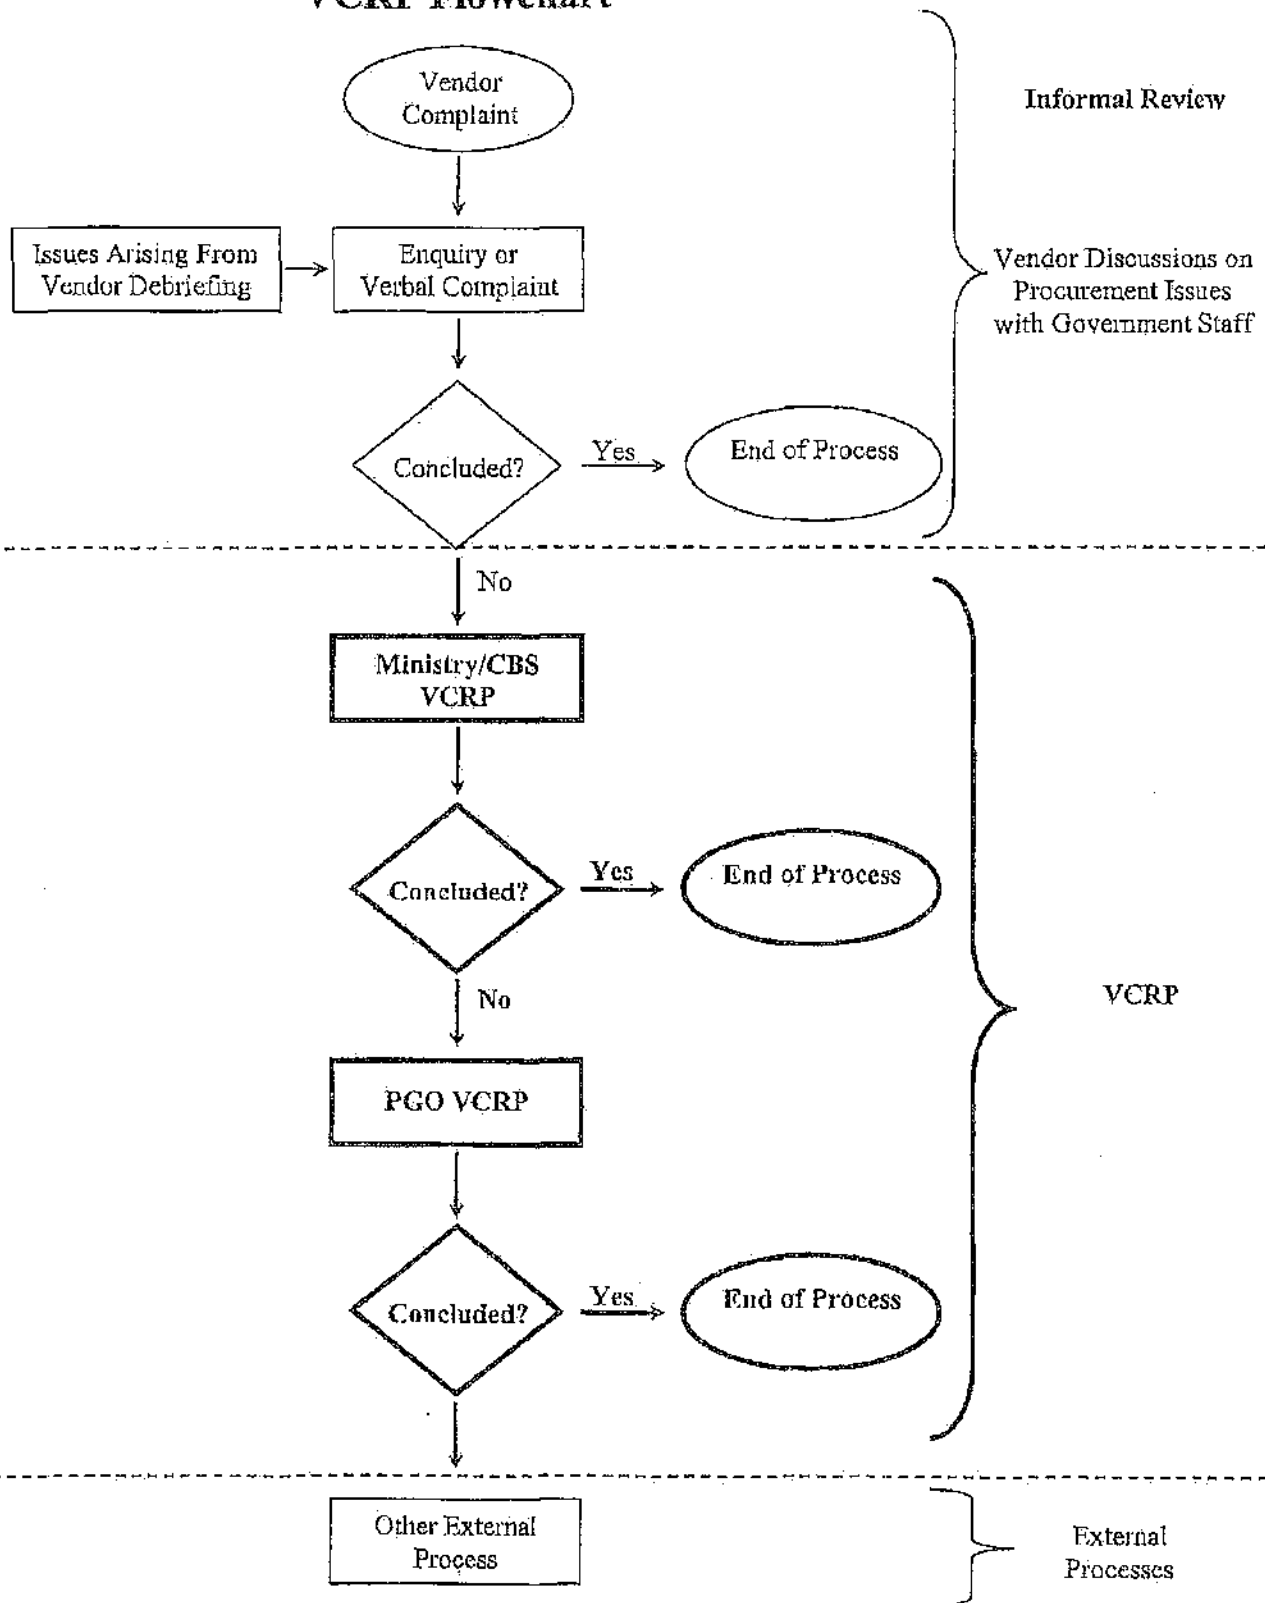 VCRP Flowchart
Vendor
Complaint
Informal Review
Issues Arising From
Vendor Debriefing
Enquiry or
Verbal Complaint
Vendor Discussions on
Procurement Issues
with Government Staff
Concluded?
Yes
End of Process
No
Ministry/CBS
VCRP
Concluded?
Yes
End of Process
No
VCRP
PGO VCRP
Concluded?
Yes
End of Process
Other External
Process
External
Processes